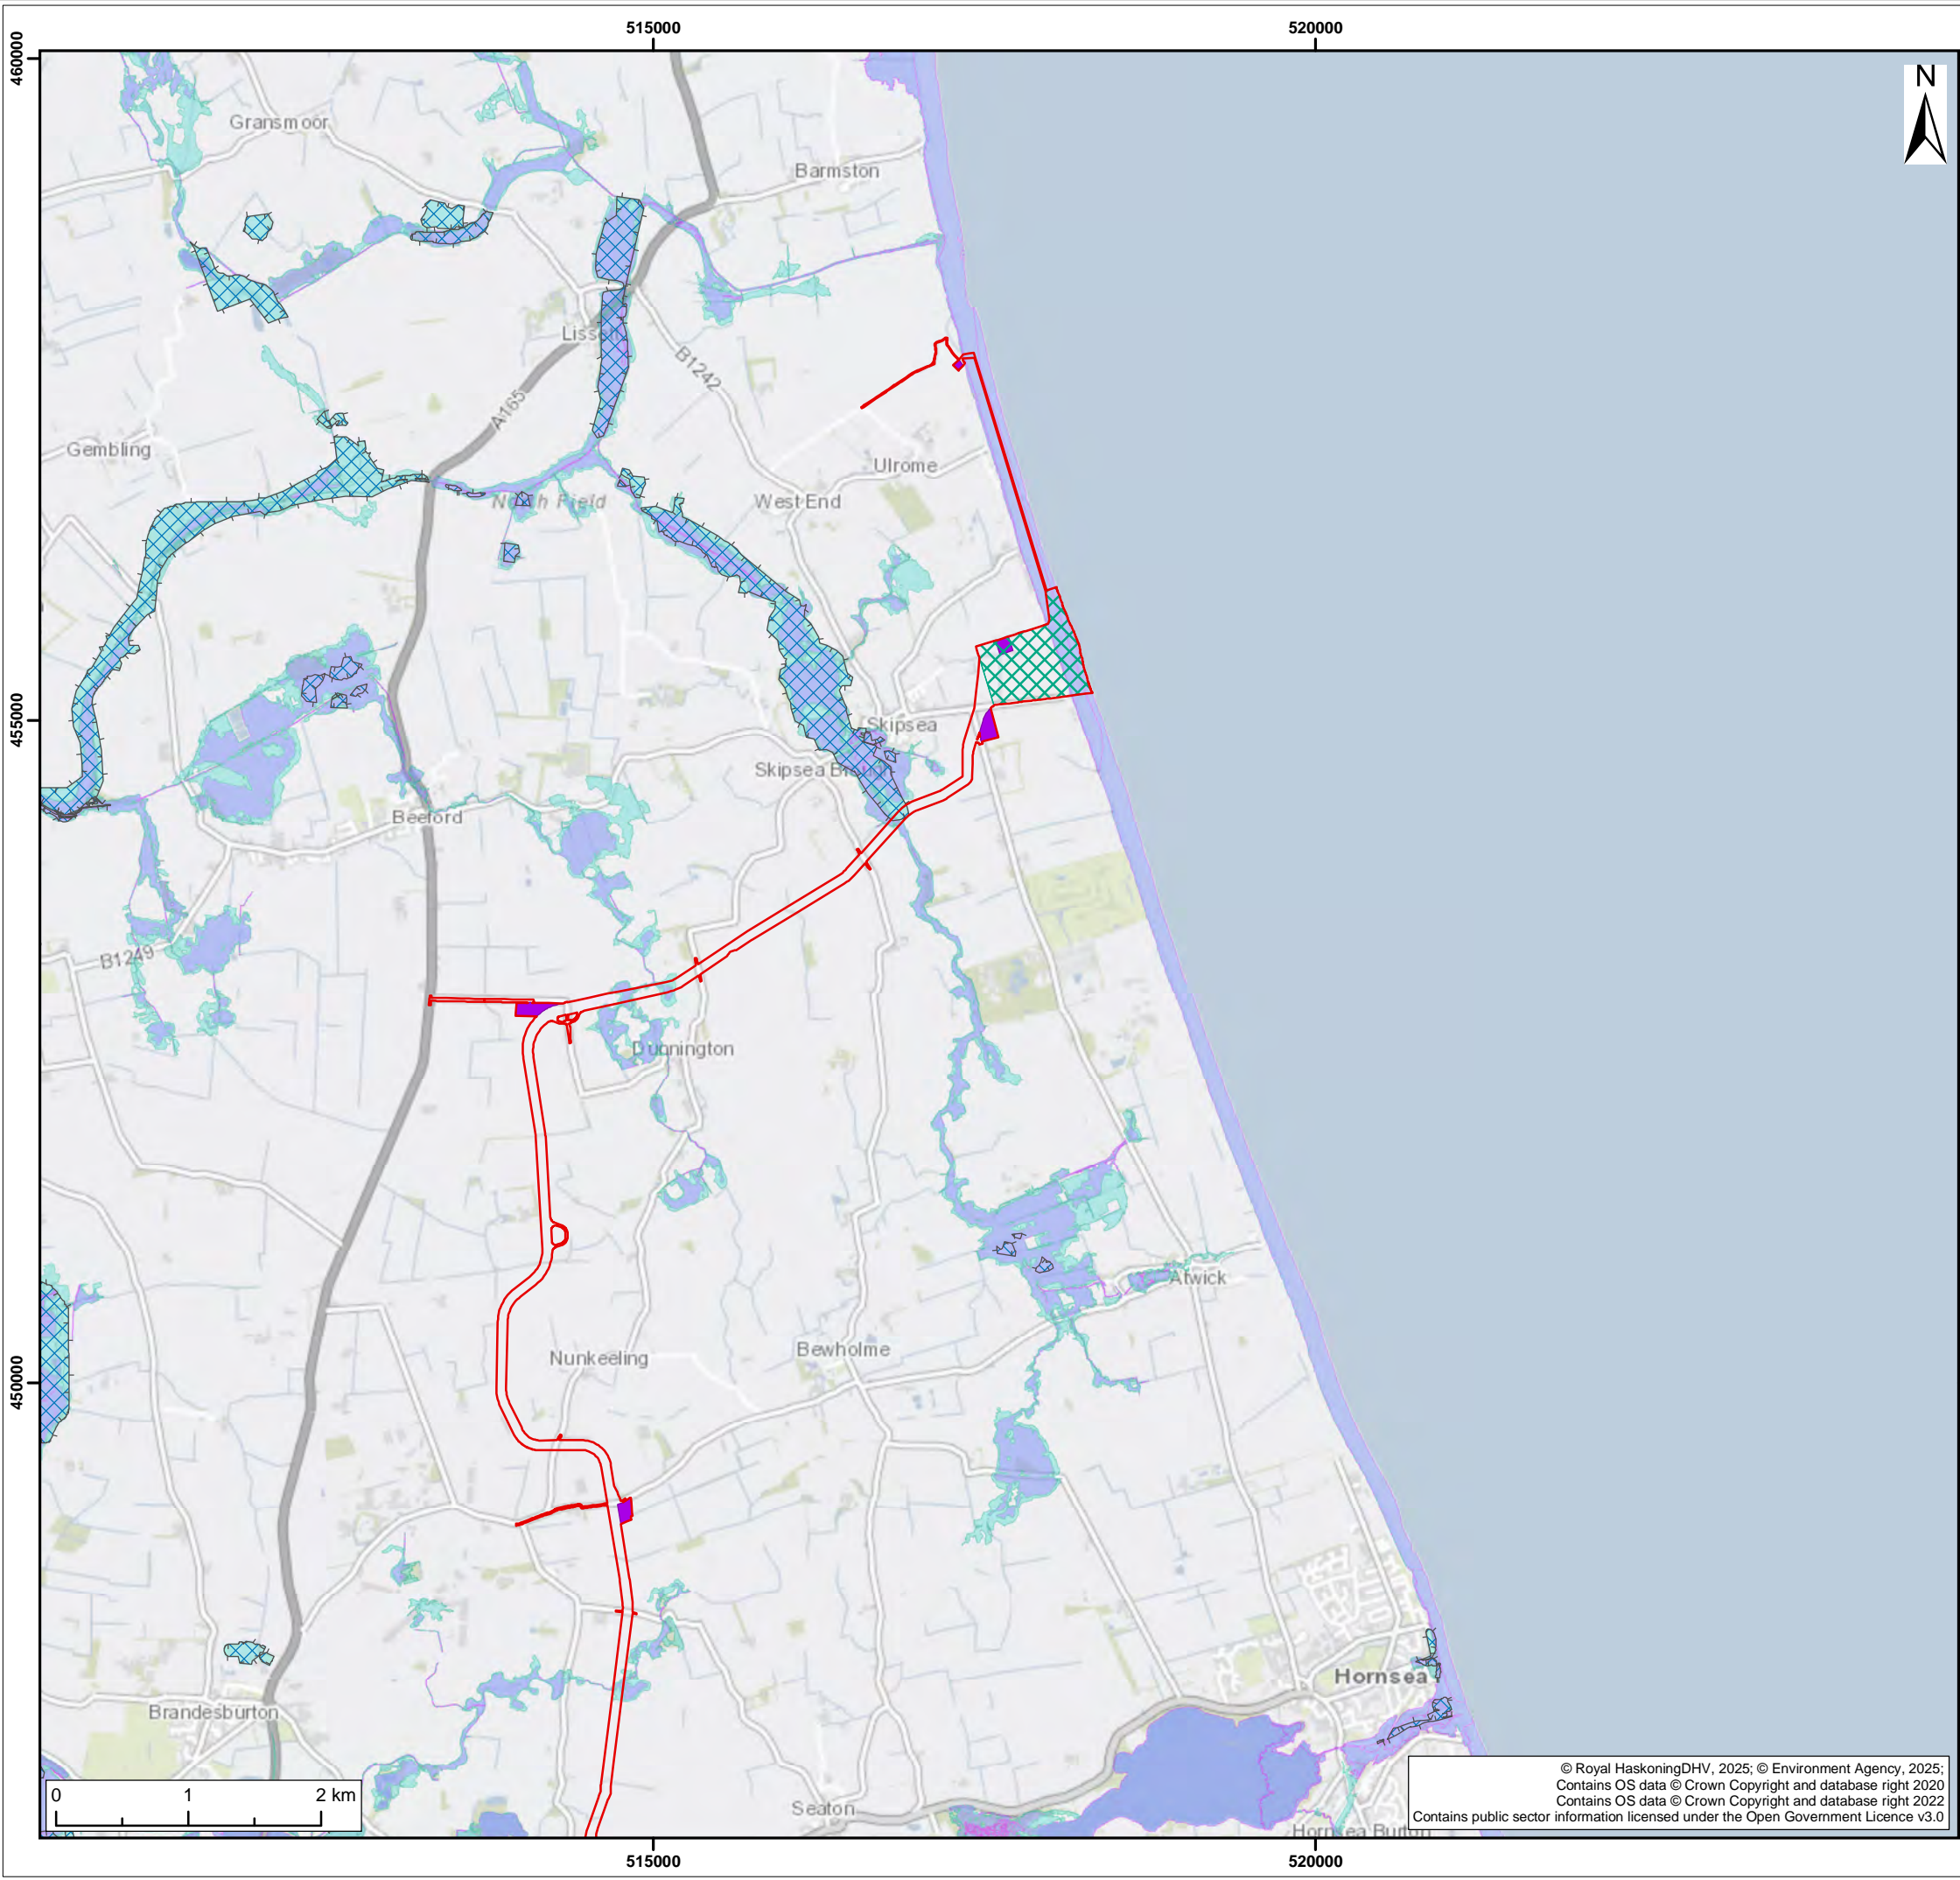 515000
520000
460000
N
Gransmoor
Barmston
B1242
A165
Gembling
Ulrome
West End
North Field
455000
Skipsea
Beeford
B1249
Dunnington
Atwick
Nunkeeling
Bewholme
450000
Hornsea
Brandesburton
Seaton
Hornsea Burton
0 1 2 km
© Royal HaskoningDHV, 2025; © Environment Agency, 2025;
Contains OS data © Crown Copyright and database right 2020
Contains OS data © Crown Copyright and database right 2022
Contains public sector information licensed under the Open Government Licence v3.0
515000
520000